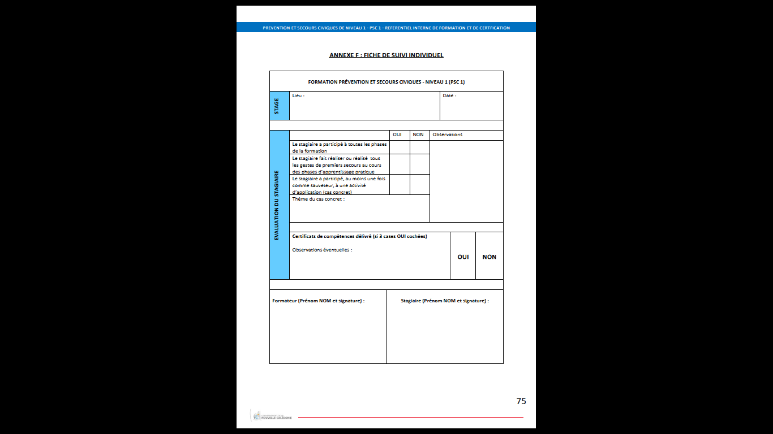 PREVENTION ET SECOURS CIVIQUES DE NIVEAU 1 - PSC 1 - REFERENTIEL INTERNE DE FORMATION ET DE CERTIFICATION
ANNEXE F : FICHE DE SUIVI INDIVIDUEL
FORMATION PRÉVENTION ET SECOURS CIVIQUES - NIVEAU 1 (PSC 1)
STAGE
Lieu :
Date :
EVALUATION DU STAGIAIRE
OUI NON Observations
Le stagiaire a participé à toutes les phases
de la formation
Le stagiaire fait réaliser ou réalisé tous
les gestes de premiers secours au cours
des phases d'apprentissage pratique
Le stagiaire a participé, au moins une fois
comme sauveteur, à une activité
d'application (cas concret)
Thème du cas concret :
Certificats de compétences délivré (si 3 cases OUI cochées)
Observations éventuelles :
OUI NON
Formateur (Prénom NOM et signature) :
Stagiaire (Prénom NOM et signature) :
75